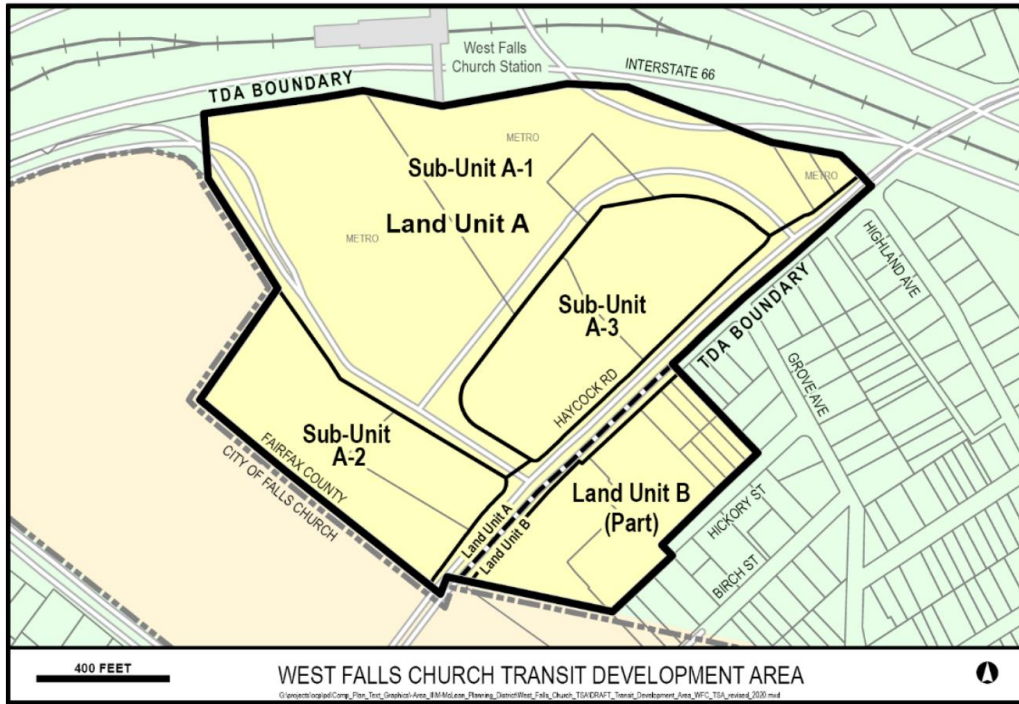 West Falls
Church Station
INTERSTATE 66
TDA BOUNDARY
METRO
Sub-Unit A-1
METRO
Land Unit A
METRO
HIGHLAND AVE
Sub-Unit
A-3
TDA BOUNDARY
GROVE AVE
HAYCOCK RD
Sub-Unit
A-2
FAIRFAX COUNTY
CITY OF FALLS CHURCH
Land Unit B
(Part)
HICKORY ST
Land Unit A
Land Unit B
BIRCH ST
400 FEET
WEST FALLS CHURCH TRANSIT DEVELOPMENT AREA